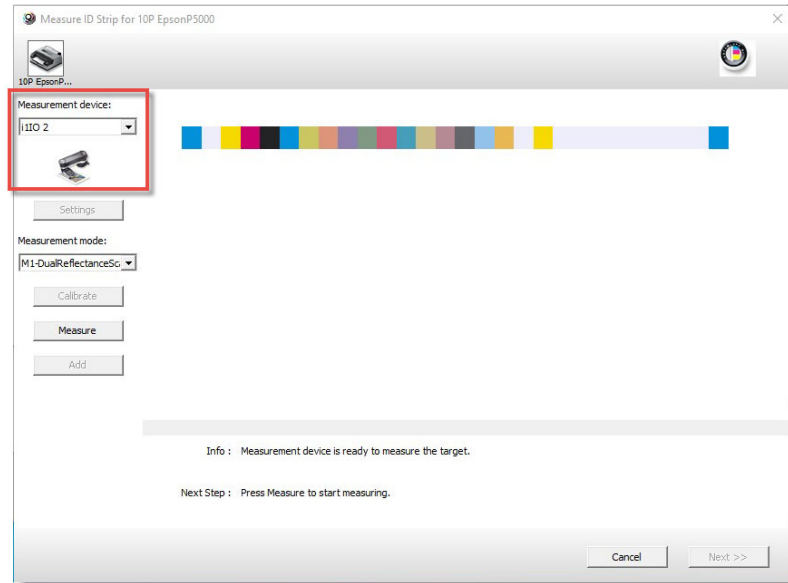 Measure ID Strip for 10P EpsonP5000
10P EpsonP...
Measurement device:
i1IO 2
Settings
Measurement mode:
M1-DualReflectanceSc
Calibrate
Measure
Add
Info : Measurement device is ready to measure the target.
Next Step : Press Measure to start measuring.
Cancel
Next >>